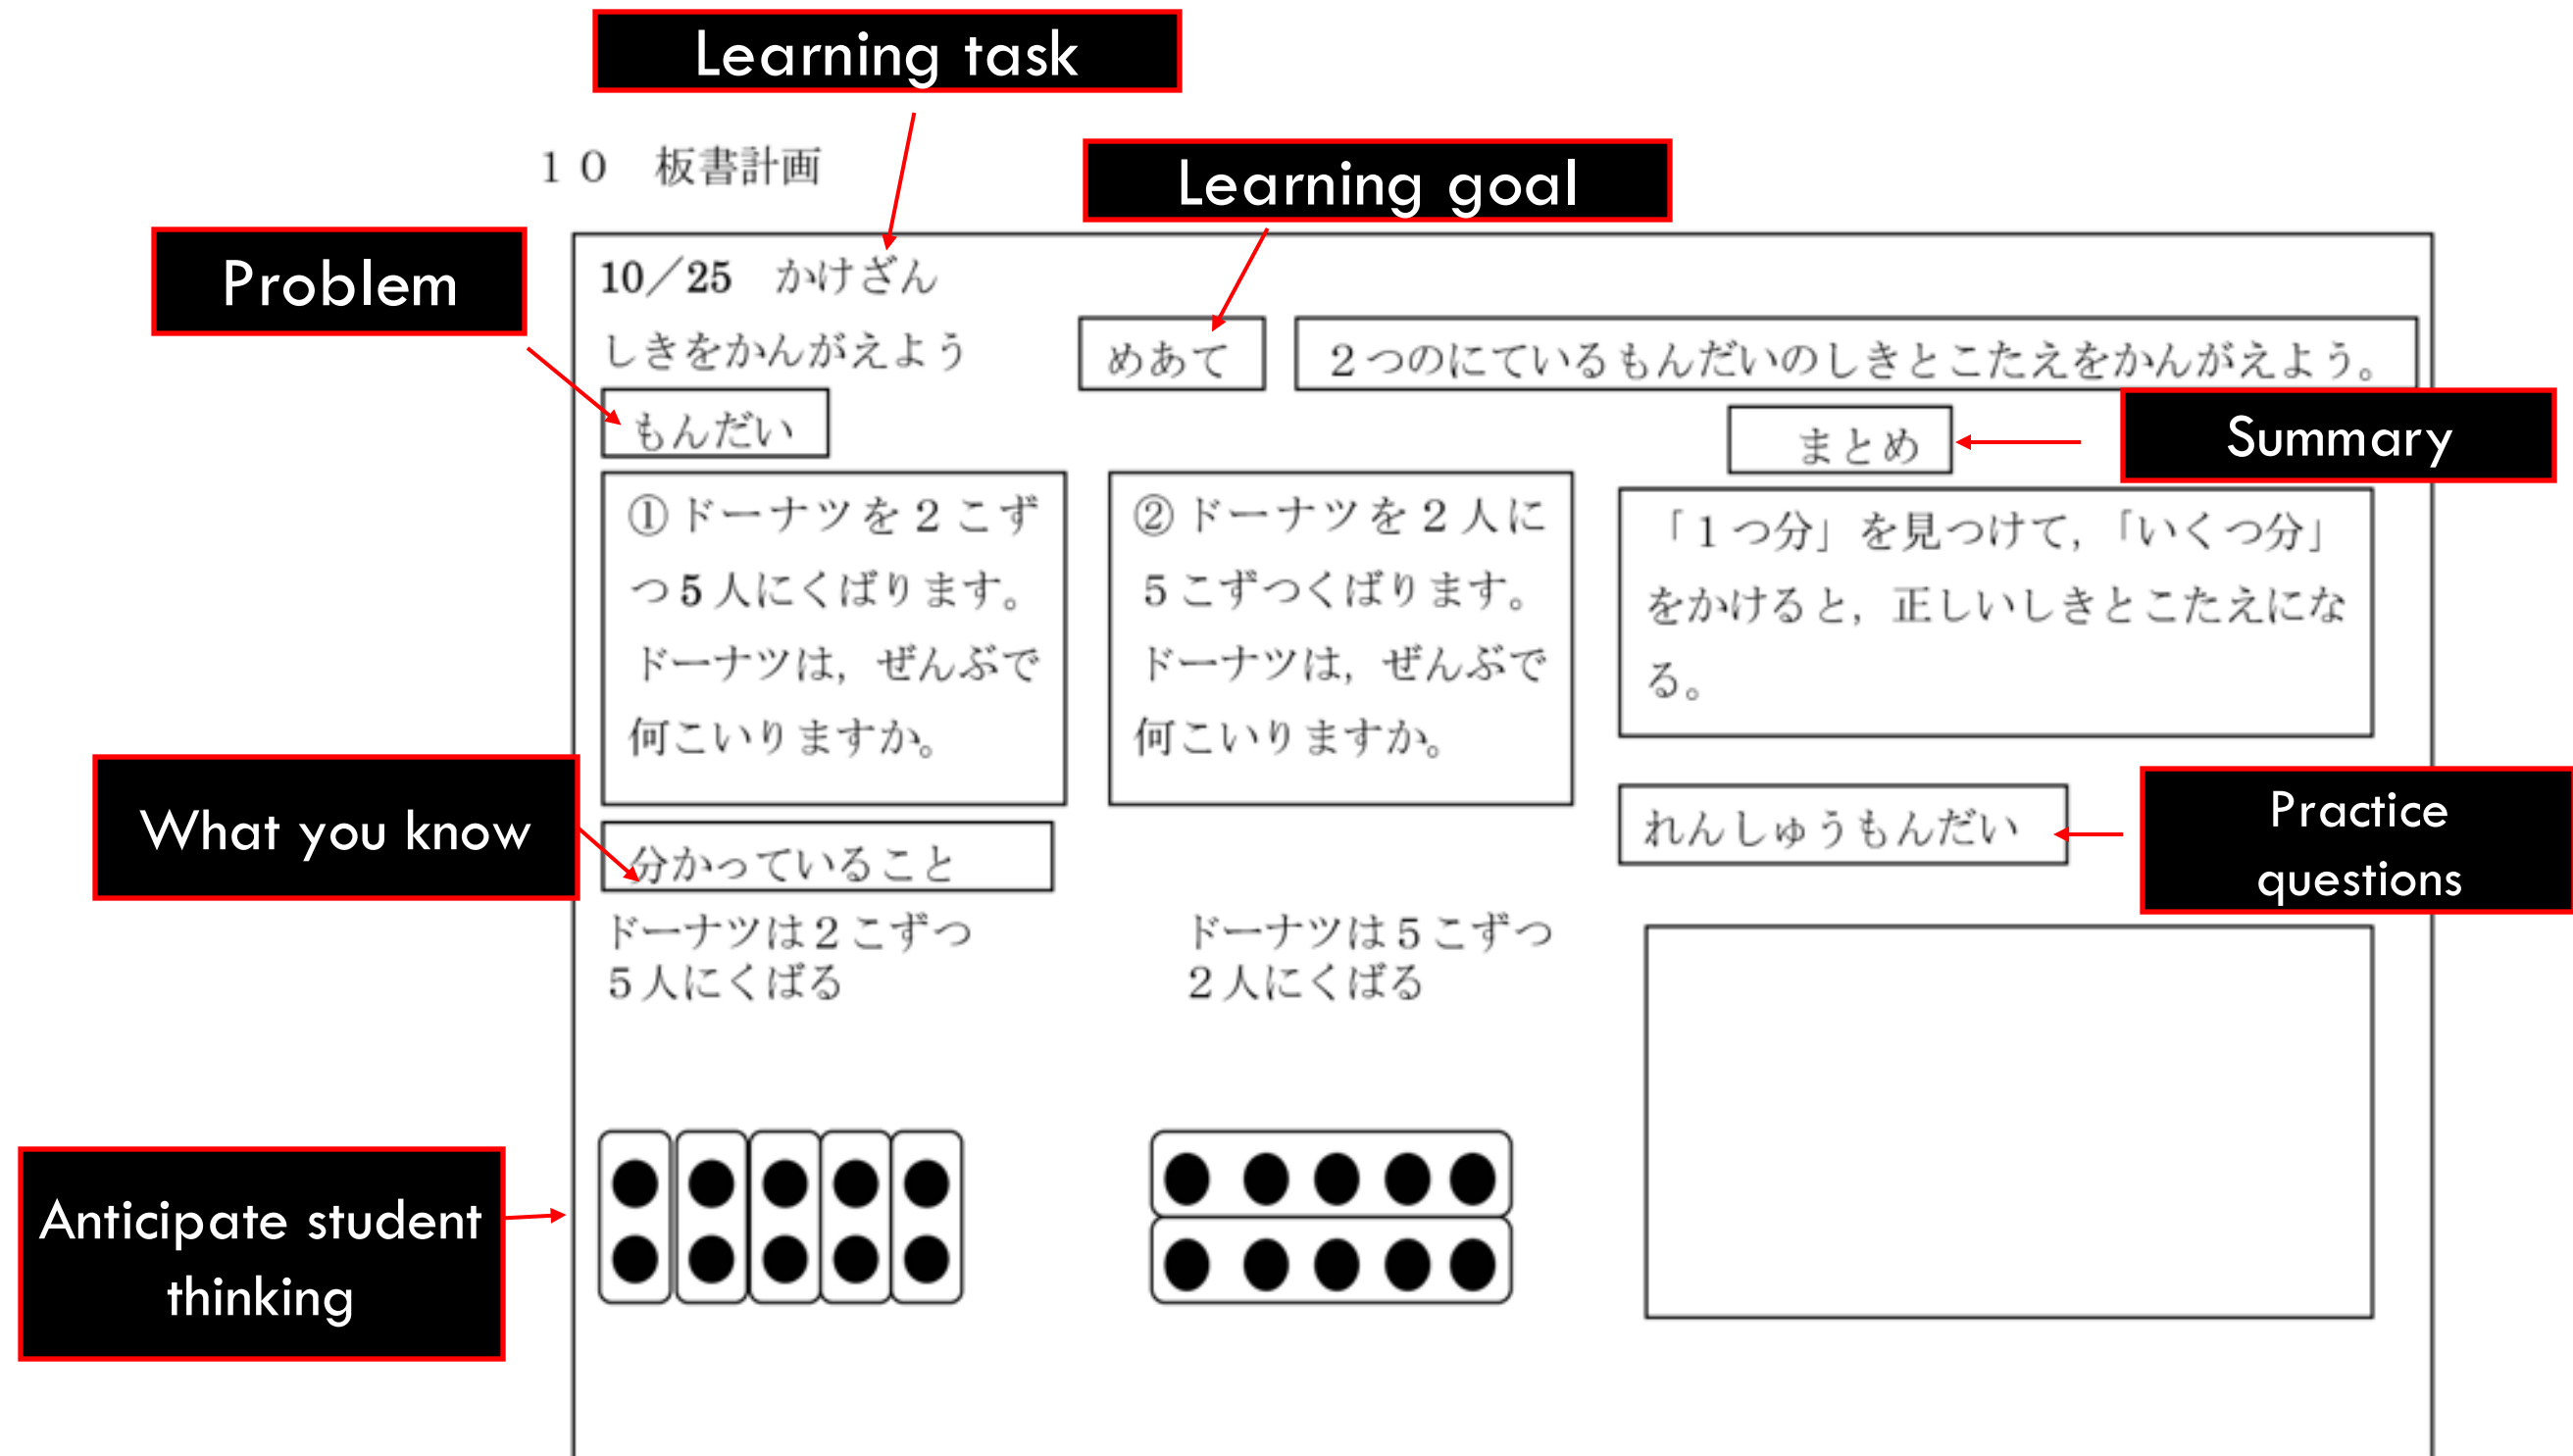 Learning task
10 板書計画
Learning goal
Problem
10／25 かけざん
しきをかんがえよう
めあて
2つのにているもんだいのしきとこたえをかんがえよう。
もんだい
まとめ
Summary
①ドーナツを2こず
つ5人にくばります。
ドーナツは，ぜんぶで
何こいりますか。
②ドーナツを2人に
5こずつくばります。
ドーナツは，ぜんぶで
何こいりますか。
「1つ分」を見つけて，「いくつ分」
をかけると，正しいしきとこたえにな
る。
What you know
分かっていること
れんしゅうもんだい
Practice
questions
ドーナツは2こずつ
5人にくばる
ドーナツは5こずつ
2人にくばる
Anticipate student
thinking